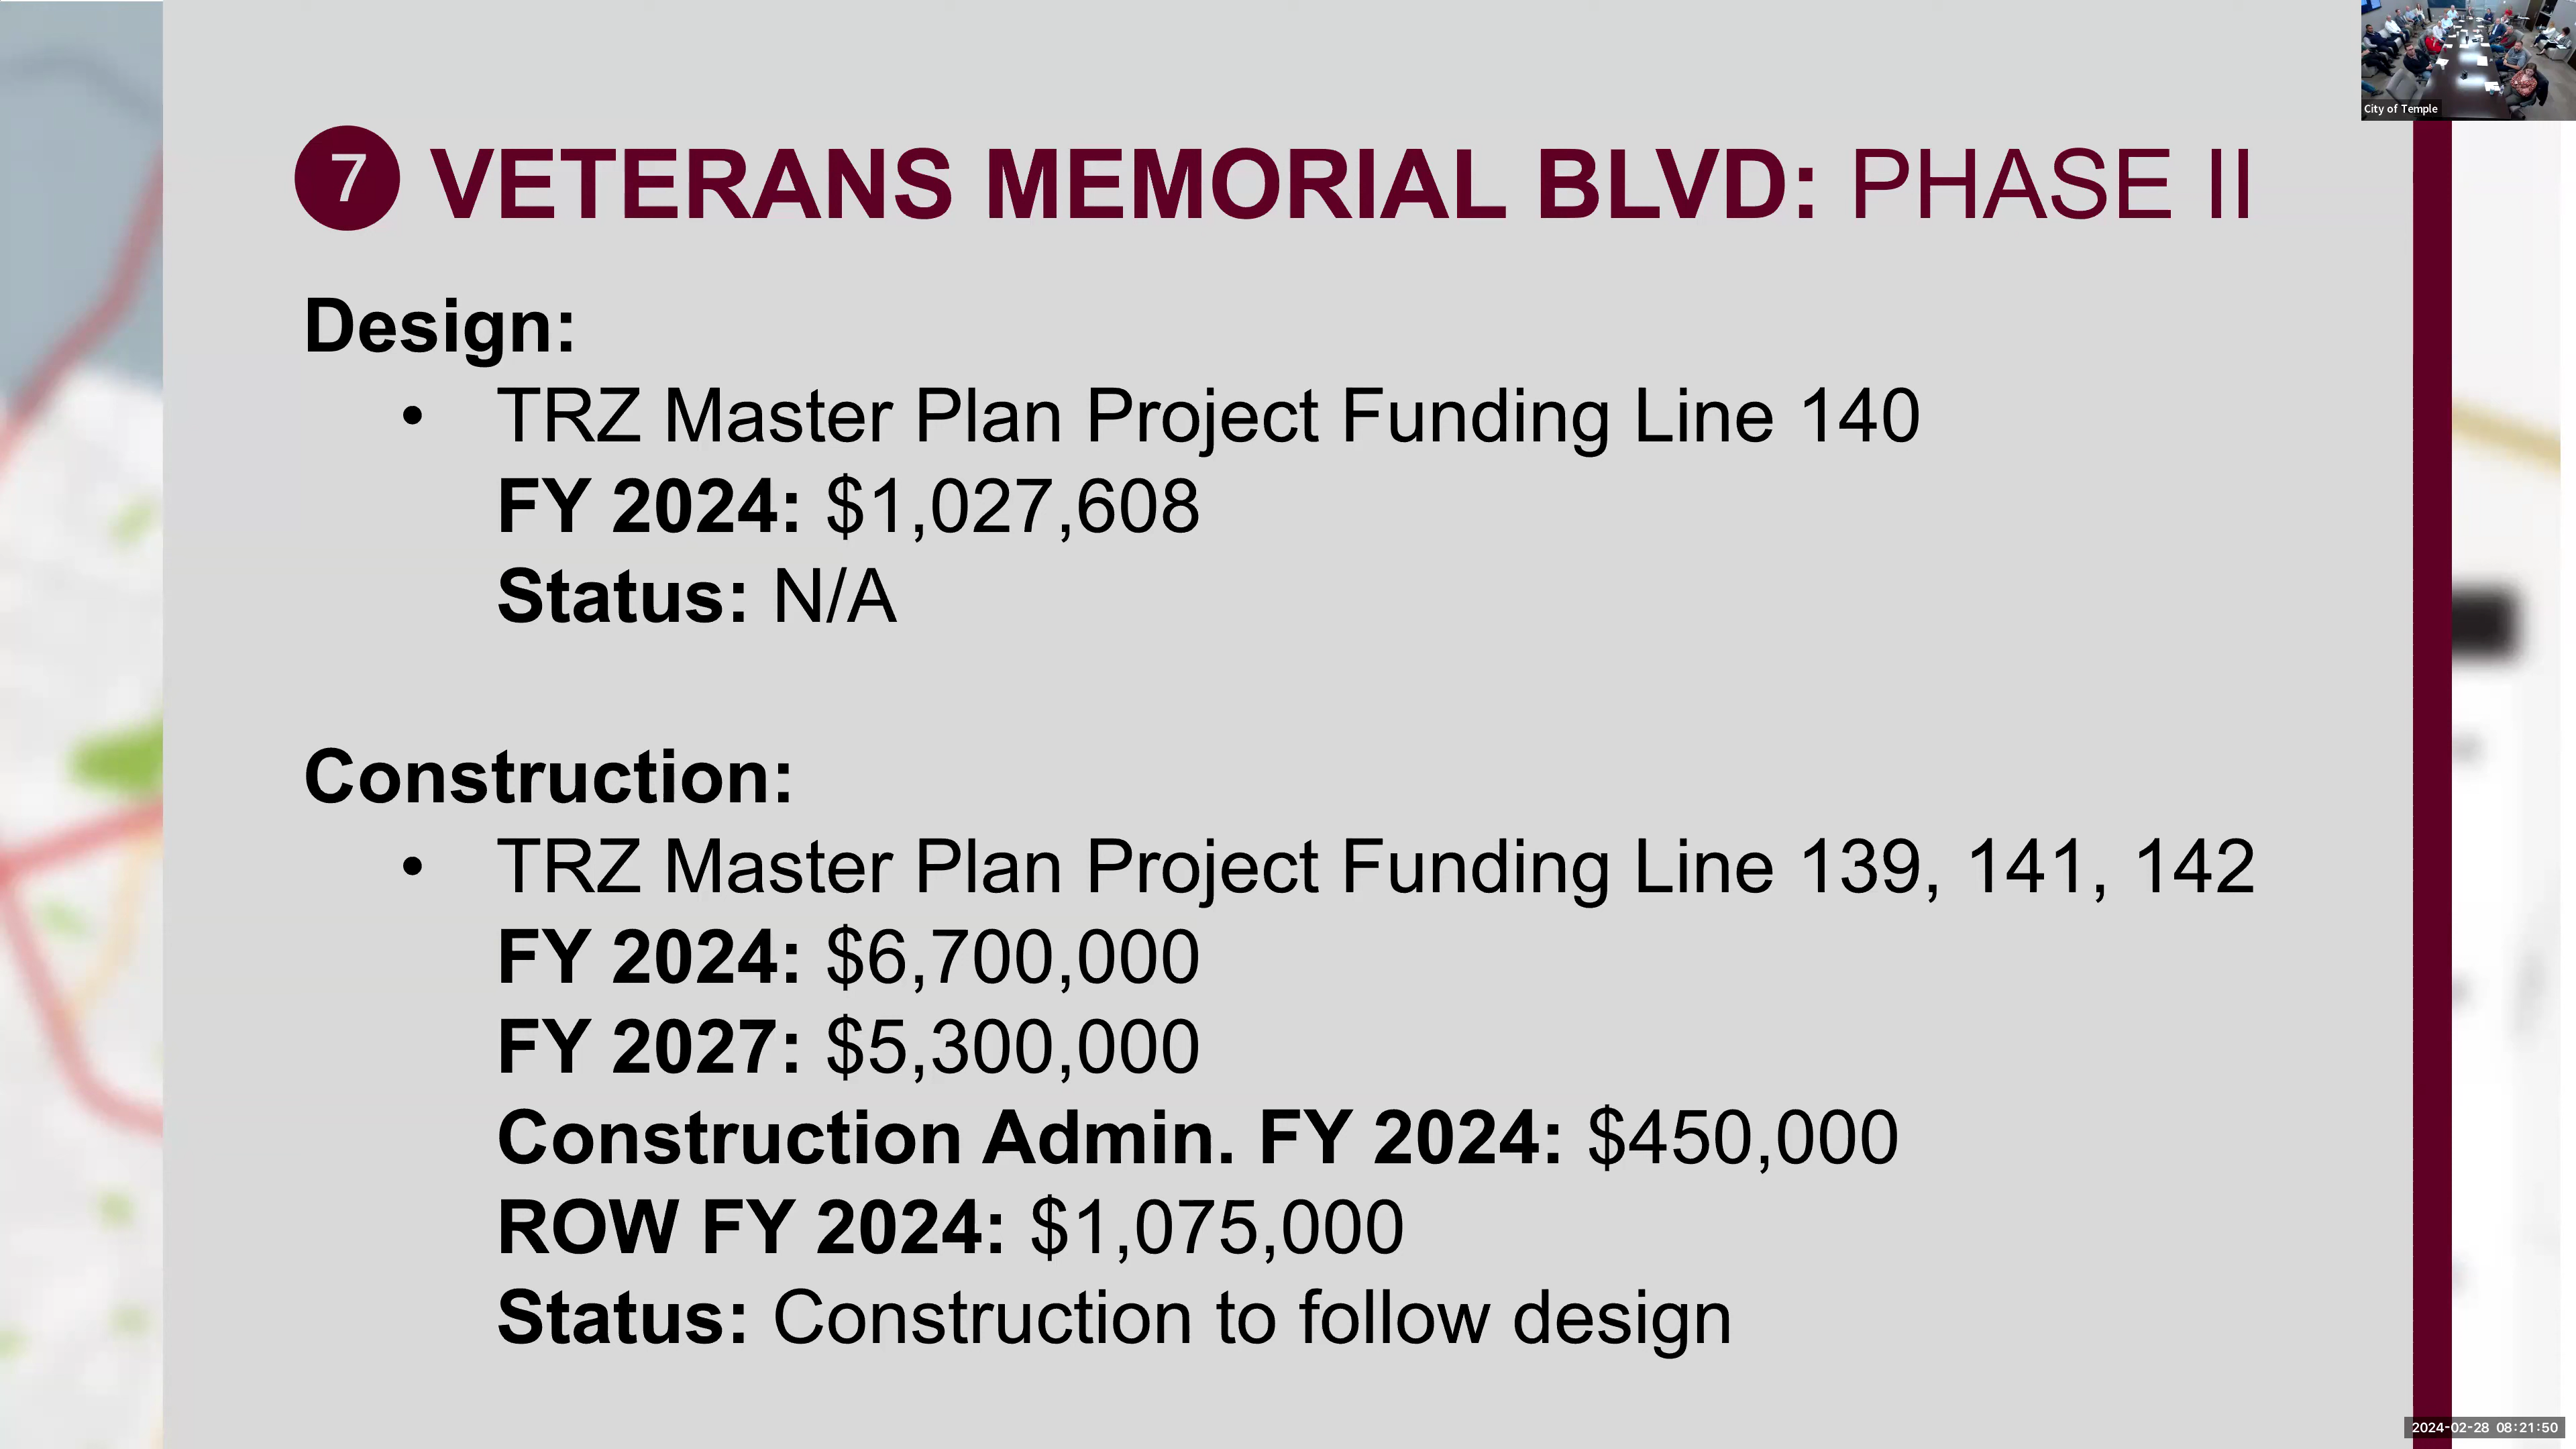 City of Temple
7 VETERANS MEMORIAL BLVD: PHASE II
Design:
• TRZ Master Plan Project Funding Line 140
FY 2024: $1,027,608
Status: N/A
Construction:
• TRZ Master Plan Project Funding Line 139, 141, 142
FY 2024: $6,700,000
FY 2027: $5,300,000
Construction Admin. FY 2024: $450,000
ROW FY 2024: $1,075,000
Status: Construction to follow design
2024-02-28 08:21:50